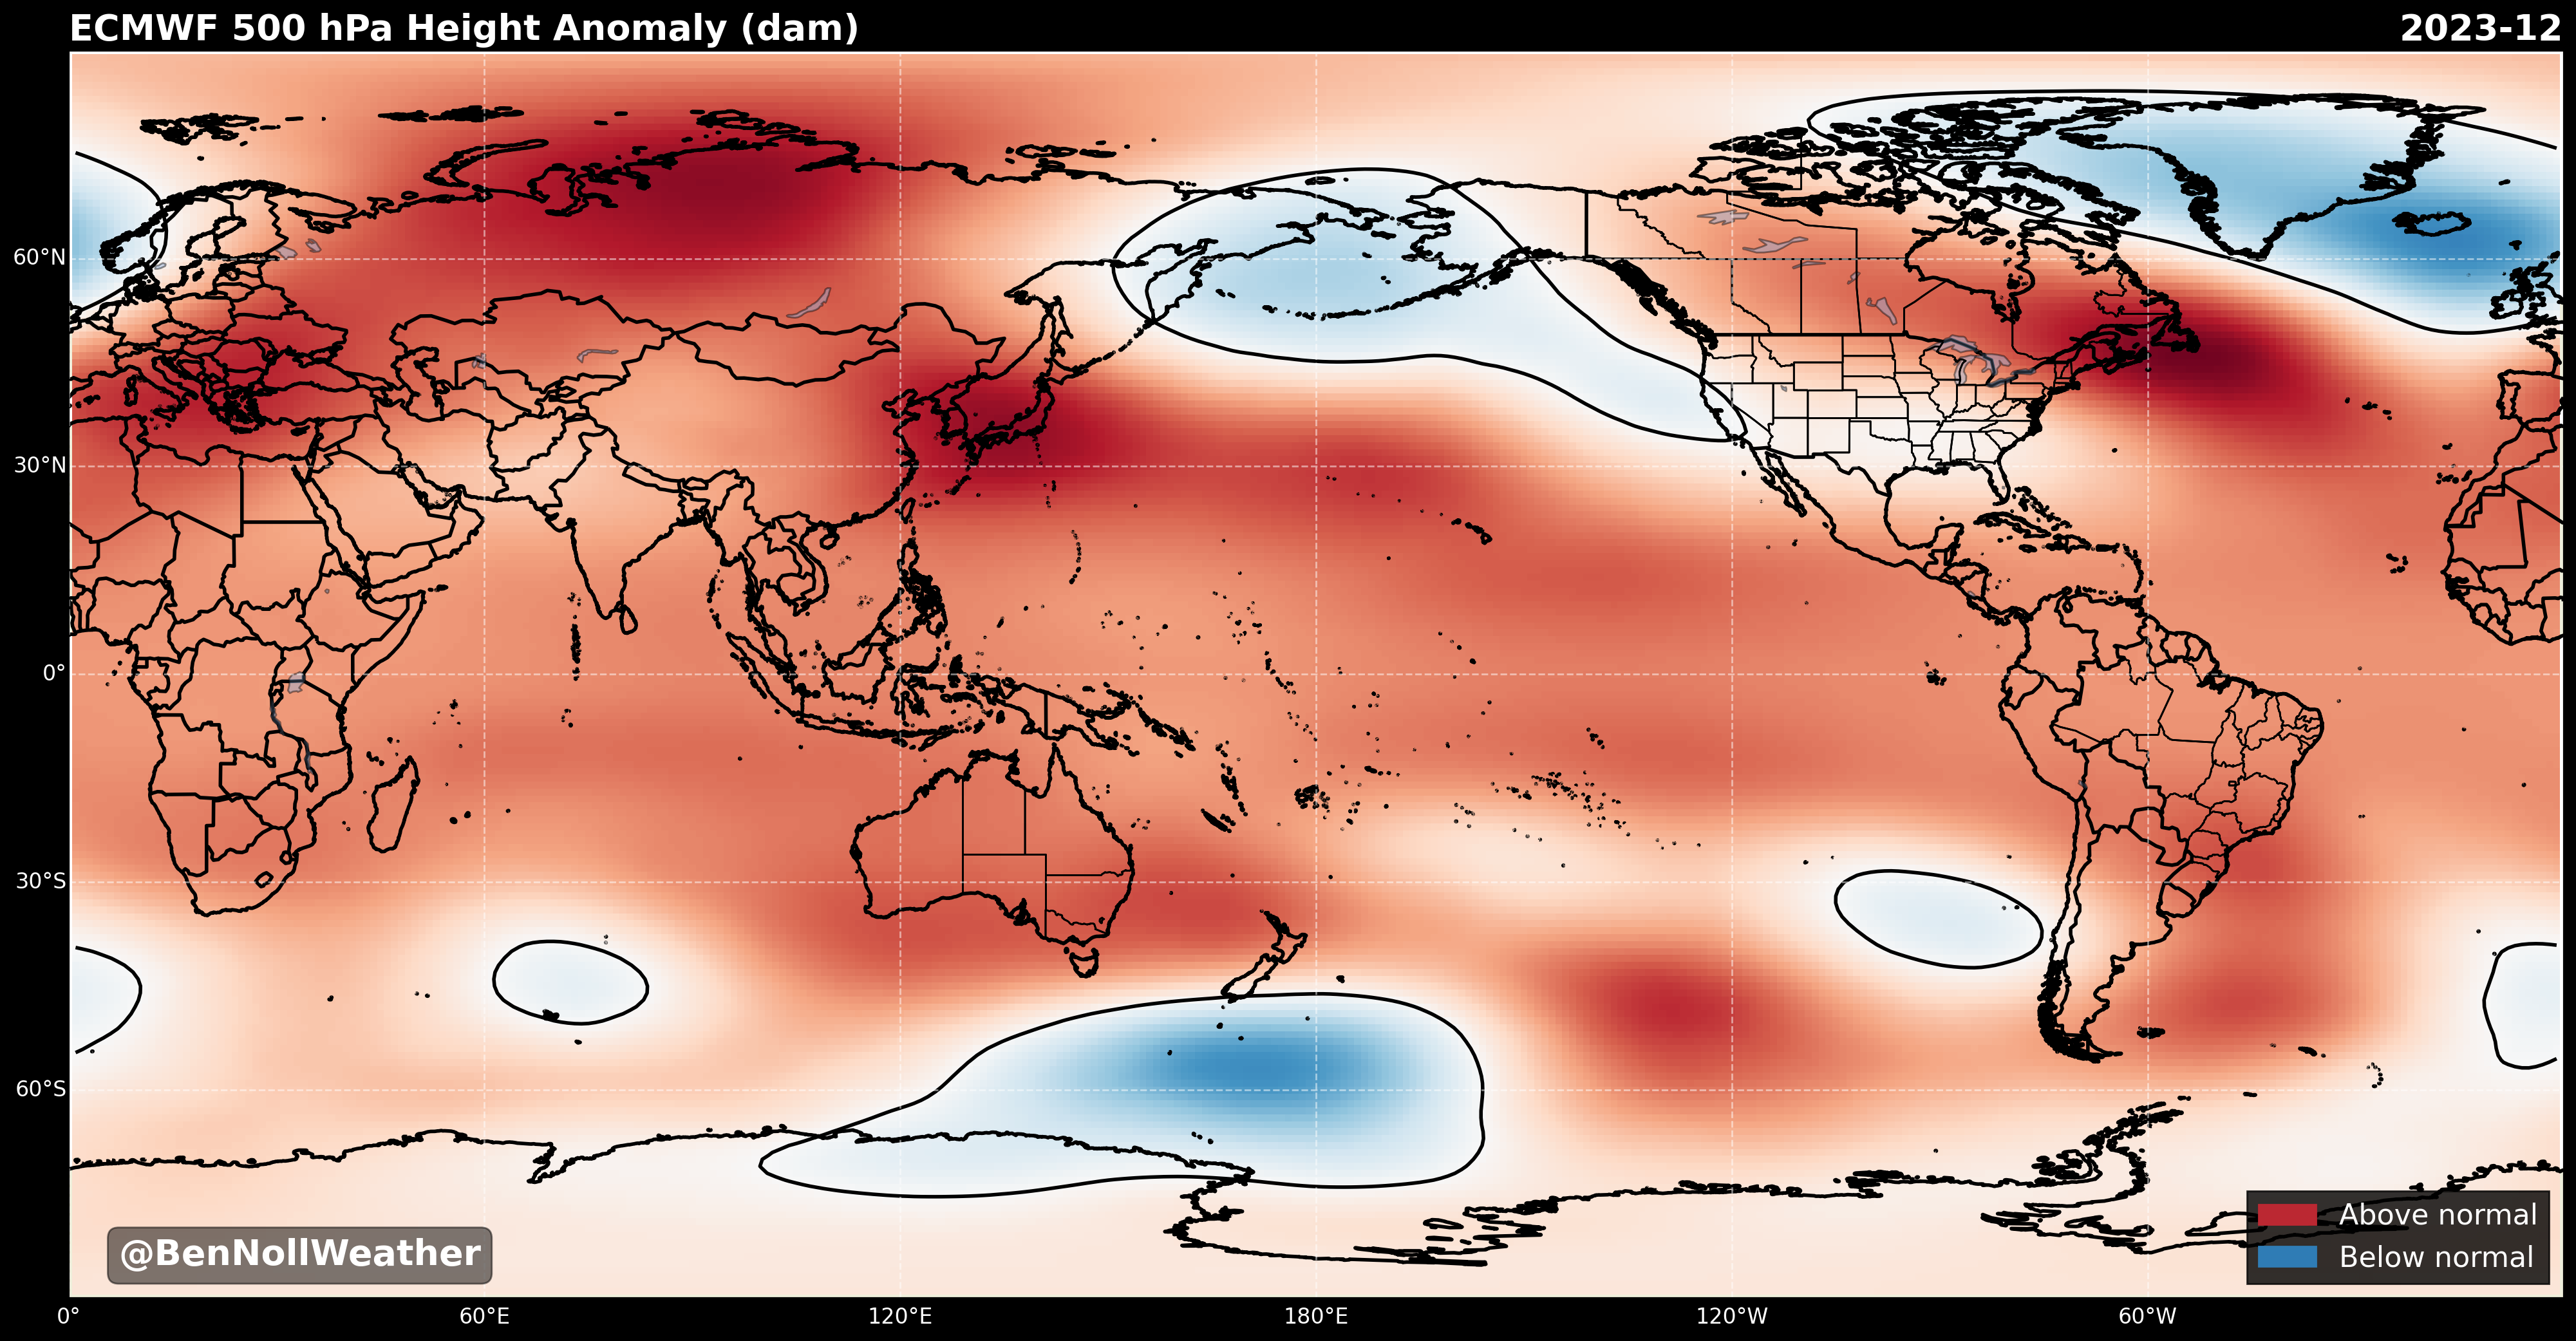 ECMWF 500 hPa Height Anomaly (dam)
2023-12
60°N
30°N
0°
30°S
60°S
@BenNollWeather
Above normal
Below normal
0°
60°E
120°E
180°E
120°W
60°W